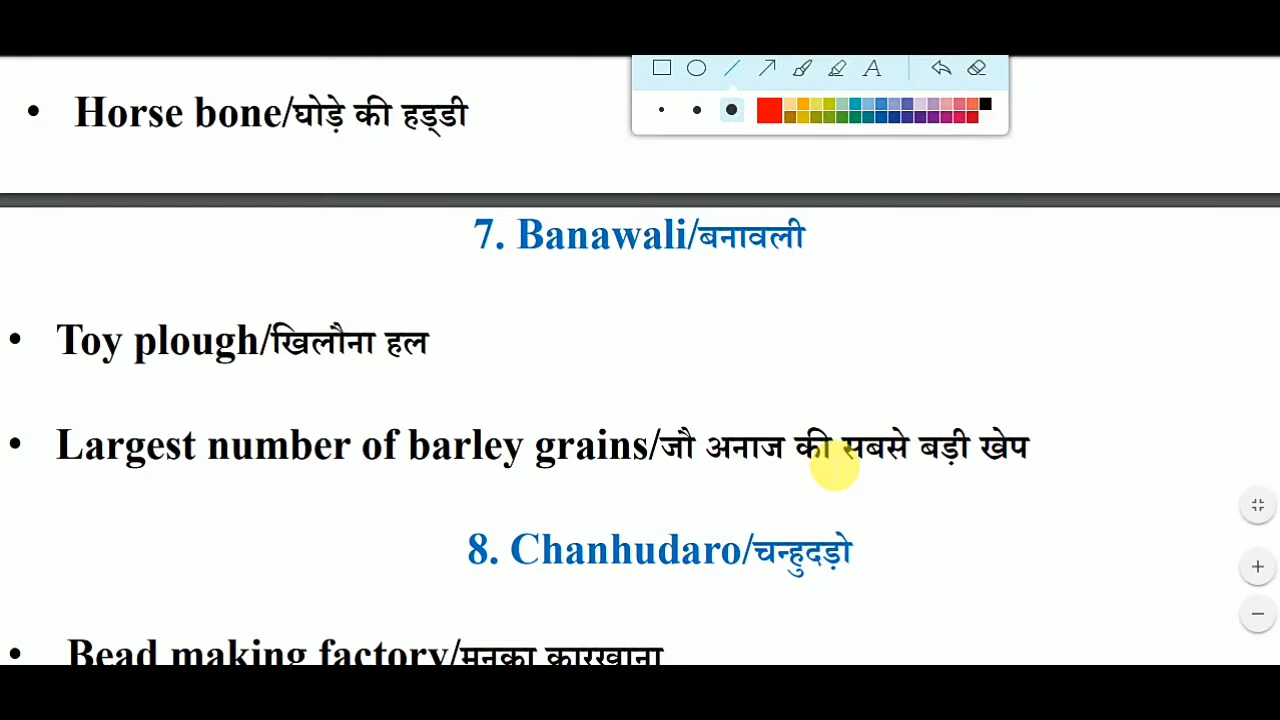 • Horse bone/घोड़े की हड्डी
7. Banawali/बनावली
• Toy plough/खिलौना हल
• Largest number of barley grains/जौ अनाज की सबसे बड़ी खेप
8. Chanhudaro/चन्हुदड़ो
• Bead making factory/मनका कारखाना